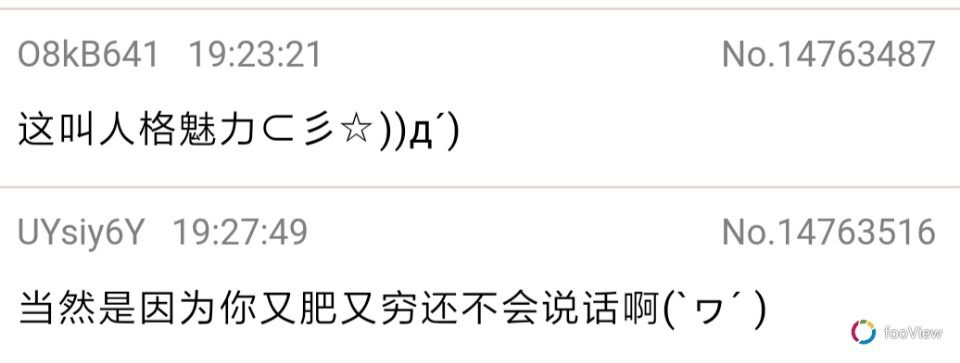 O8kB641 19:23:21 No.14763487
这叫人格魅力⊂彡☆))д´)
UYsiy6Y 19:27:49 No.14763516
当然是因为你又肥又穷还不会说话啊(`ヮ´ )
fooView